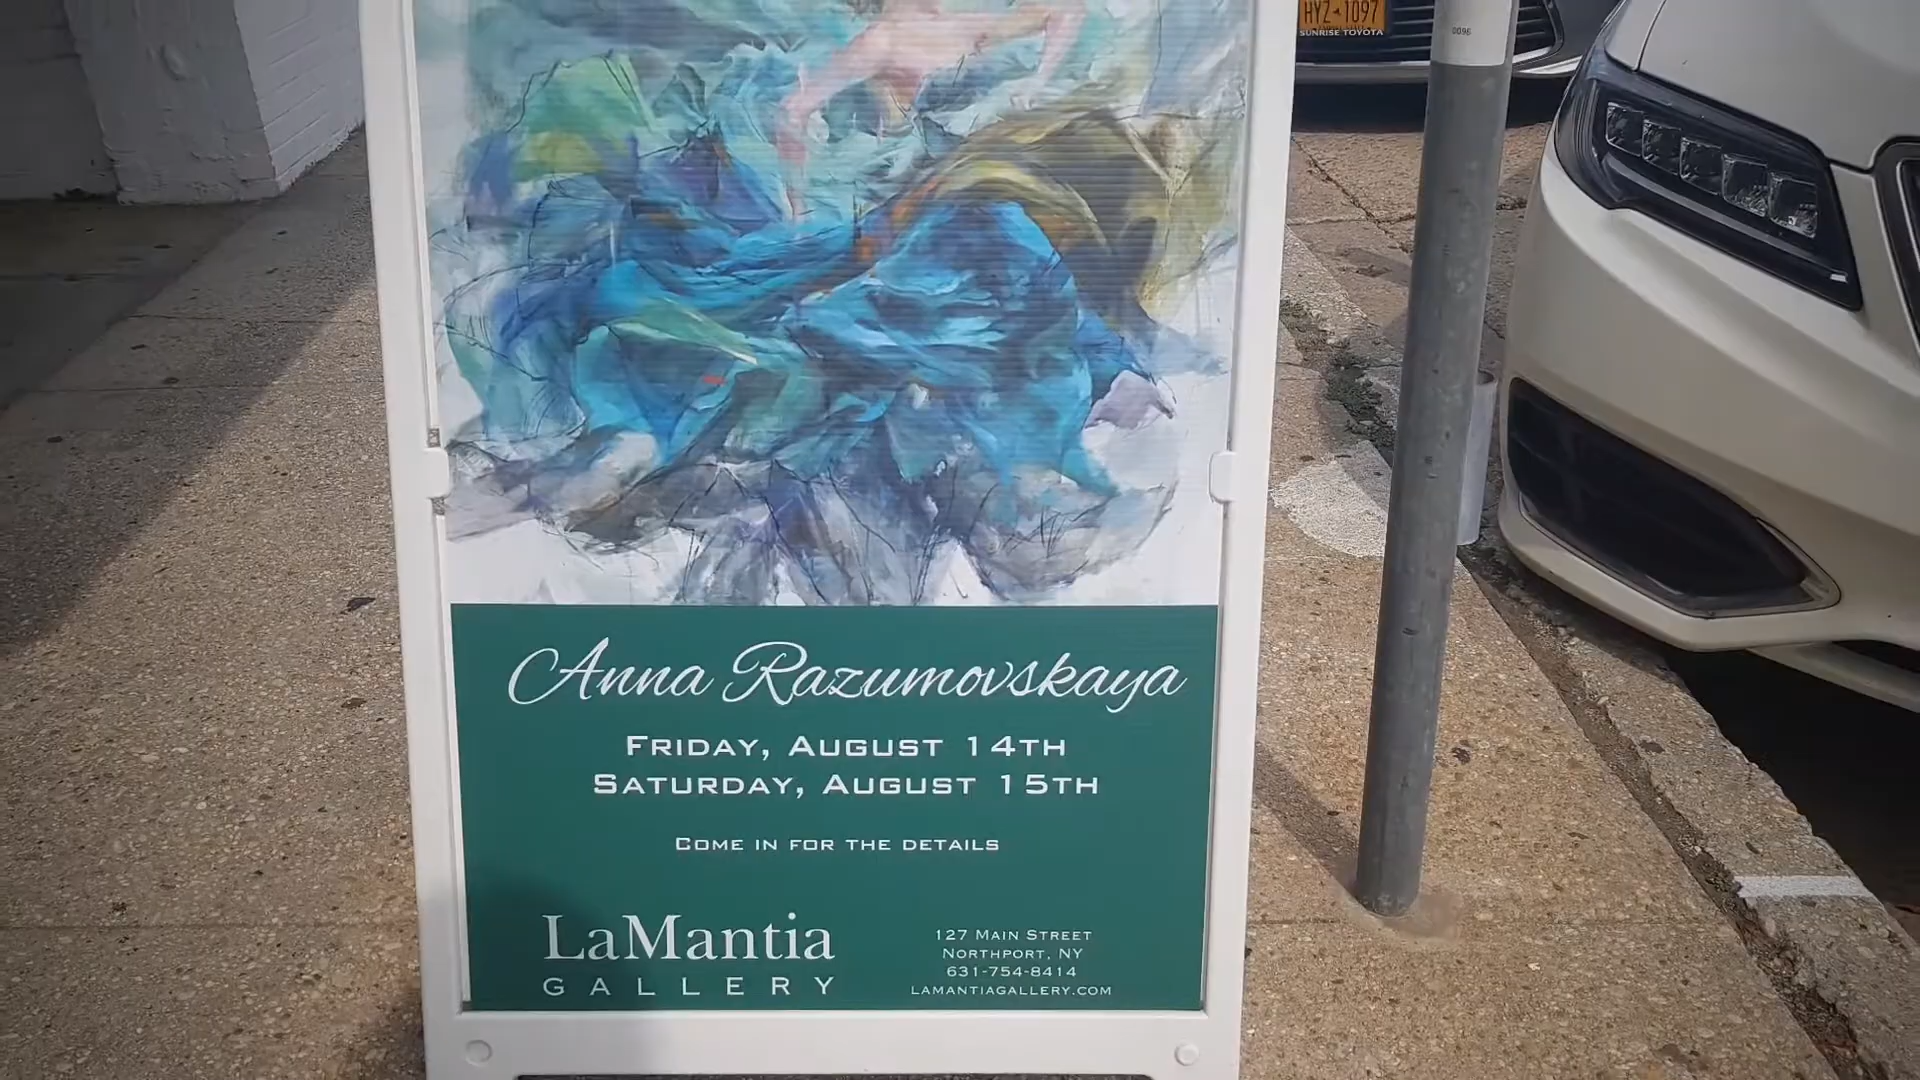 HYZ 1097
SUNRISE TOYOTA
0096
Anna Razumovskaya
FRIDAY, AUGUST 14TH
SATURDAY, AUGUST 15TH
COME IN FOR THE DETAILS
LaMantia
GALLERY
127 MAIN STREET
NORTHPORT, NY
631-754-8414
LAMANTIAGALLERY.COM